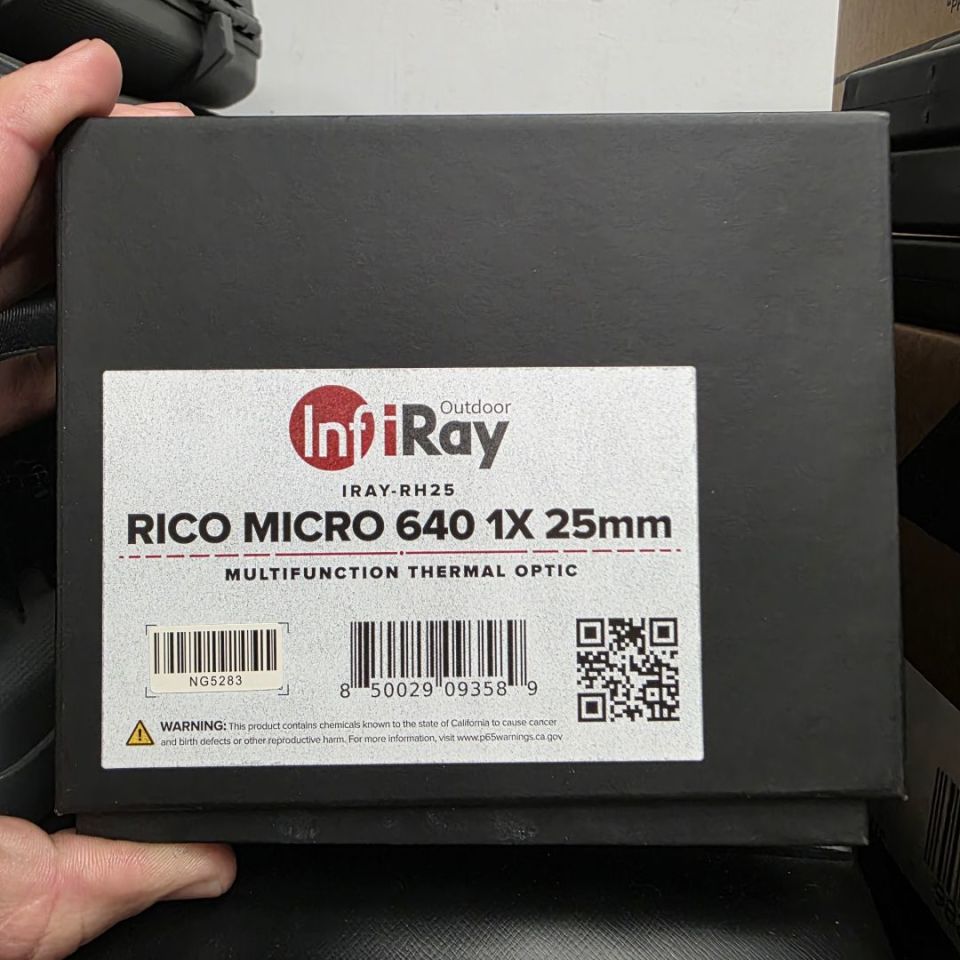 InfiRay Outdoor
IRAY-RH25
RICO MICRO 640 1X 25mm
MULTIFUNCTION THERMAL OPTIC
NG5283
8 50029 09358 9
WARNING: This product contains chemicals known to the state of California to cause cancer
and birth defects or other reproductive harm. For more information, visit www.p65warnings.ca.gov